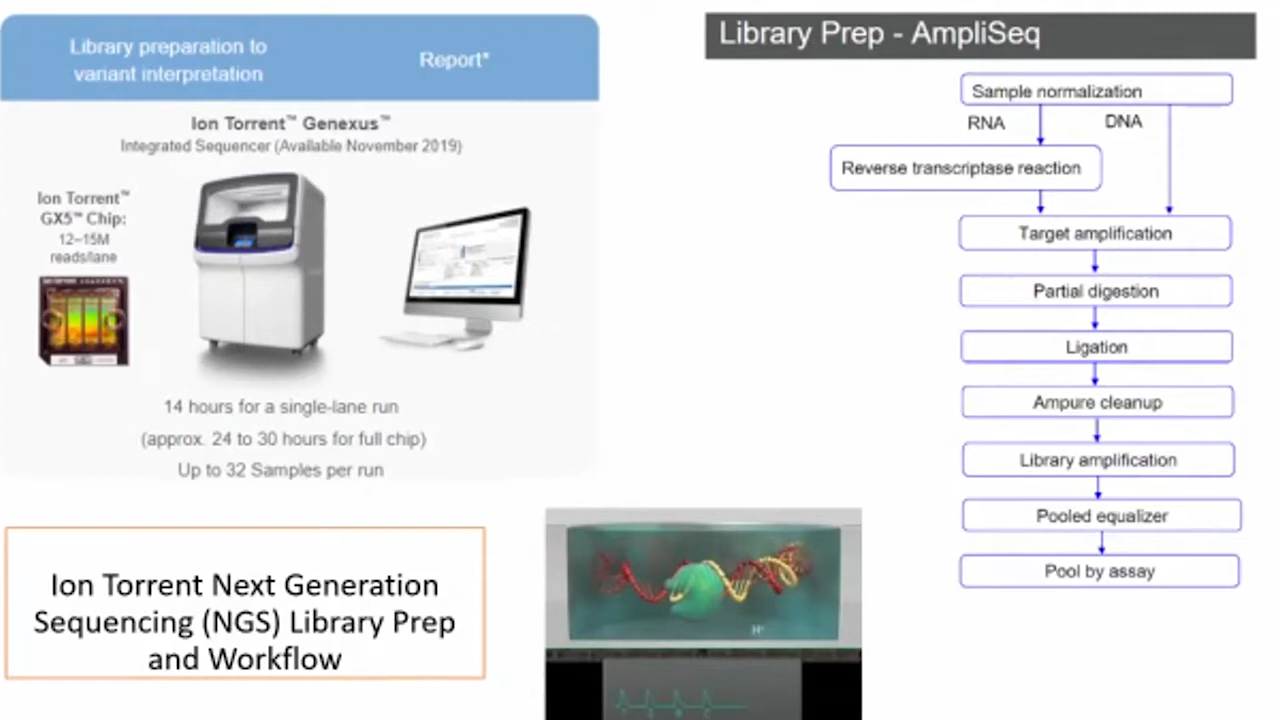 Library preparation to
variant interpretation
Report*
Ion Torrent™ Genexus™
Integrated Sequencer (Available November 2019)
Ion Torrent™
GX5™ Chip:
12–15M
reads/lane
14 hours for a single-lane run
(approx. 24 to 30 hours for full chip)
Up to 32 Samples per run
Ion Torrent Next Generation
Sequencing (NGS) Library Prep
and Workflow
H+
Library Prep - AmpliSeq
Sample normalization
RNA
DNA
Reverse transcriptase reaction
Target amplification
Partial digestion
Ligation
Ampure cleanup
Library amplification
Pooled equalizer
Pool by assay